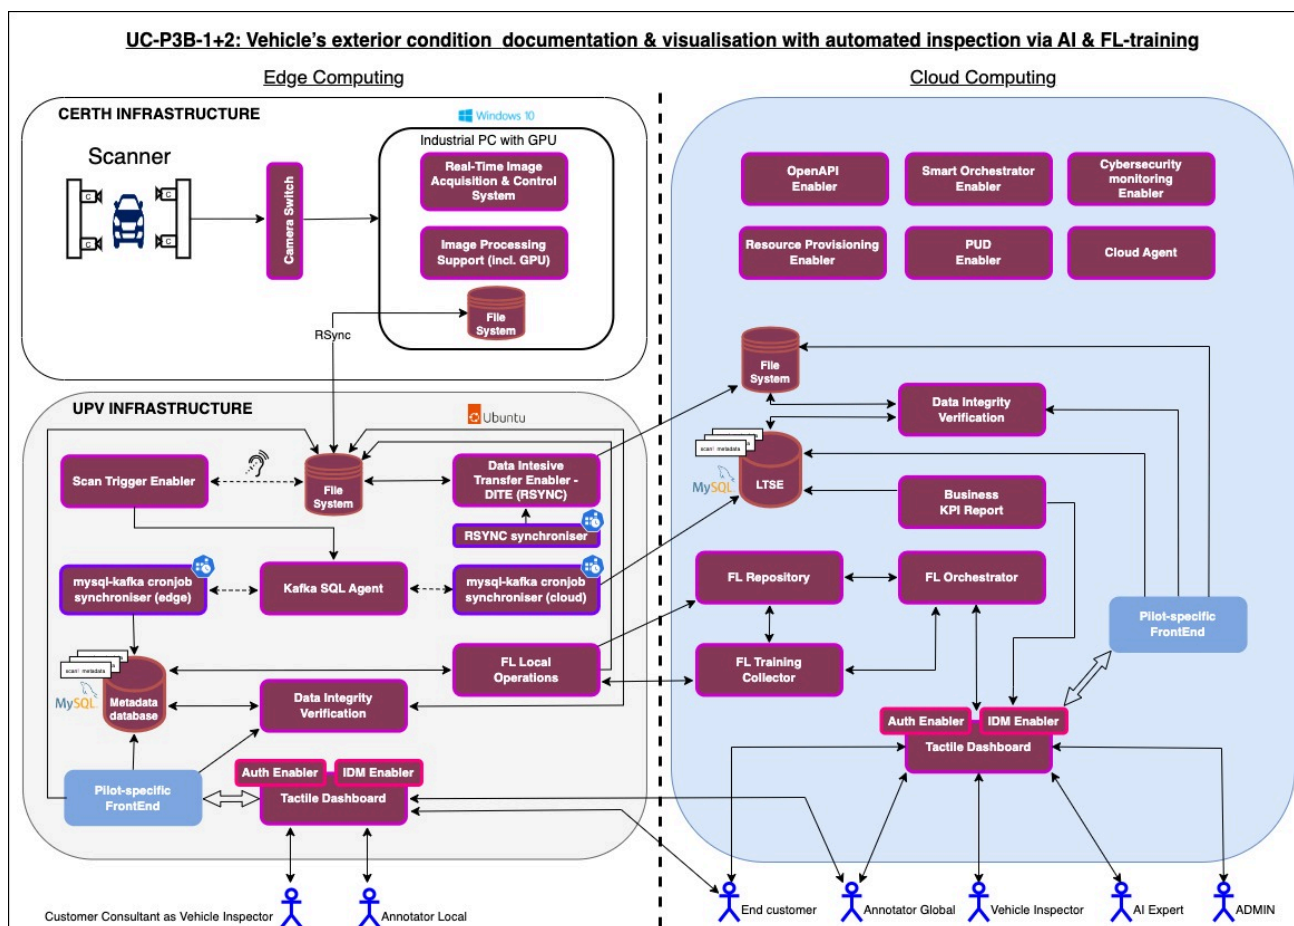 UC-P3B-1+2: Vehicle's exterior condition documentation & visualisation with automated inspection via AI & FL-training
Edge Computing
Cloud Computing
CERTH INFRASTRUCTURE
Windows 10
Industrial PC with GPU
Scanner
C
C
C
C
Camera Switch
Real-Time Image
Acquisition & Control
System
Image Processing
Support (incl. GPU)
File
System
RSync
UPV INFRASTRUCTURE
Ubuntu
Scan Trigger Enabler
File
System
Data Intesive
Transfer Enabler -
DITE (RSYNC)
RSYNC synchroniser
mysql-kafka cronjob
synchroniser (edge)
Kafka SQL Agent
mysql-kafka cronjob
synchroniser (cloud)
FL Local
Operations
scan1 metadata
MySQL
Metadata
database
Data Integrity
Verification
Pilot-specific
FrontEnd
Auth Enabler
IDM Enabler
Tactile Dashboard
Customer Consultant as Vehicle Inspector
Annotator Local
OpenAPI
Enabler
Smart Orchestrator
Enabler
Cybersecurity
monitoring
Enabler
Resource Provisioning
Enabler
PUD
Enabler
Cloud Agent
File
System
Data Integrity
Verification
scan1 metadata
MySQL
LTSE
Business
KPI Report
FL Repository
FL Orchestrator
FL Training
Collector
Pilot-specific
FrontEnd
Auth Enabler
IDM Enabler
Tactile Dashboard
End customer
Annotator Global
Vehicle Inspector
AI Expert
ADMIN